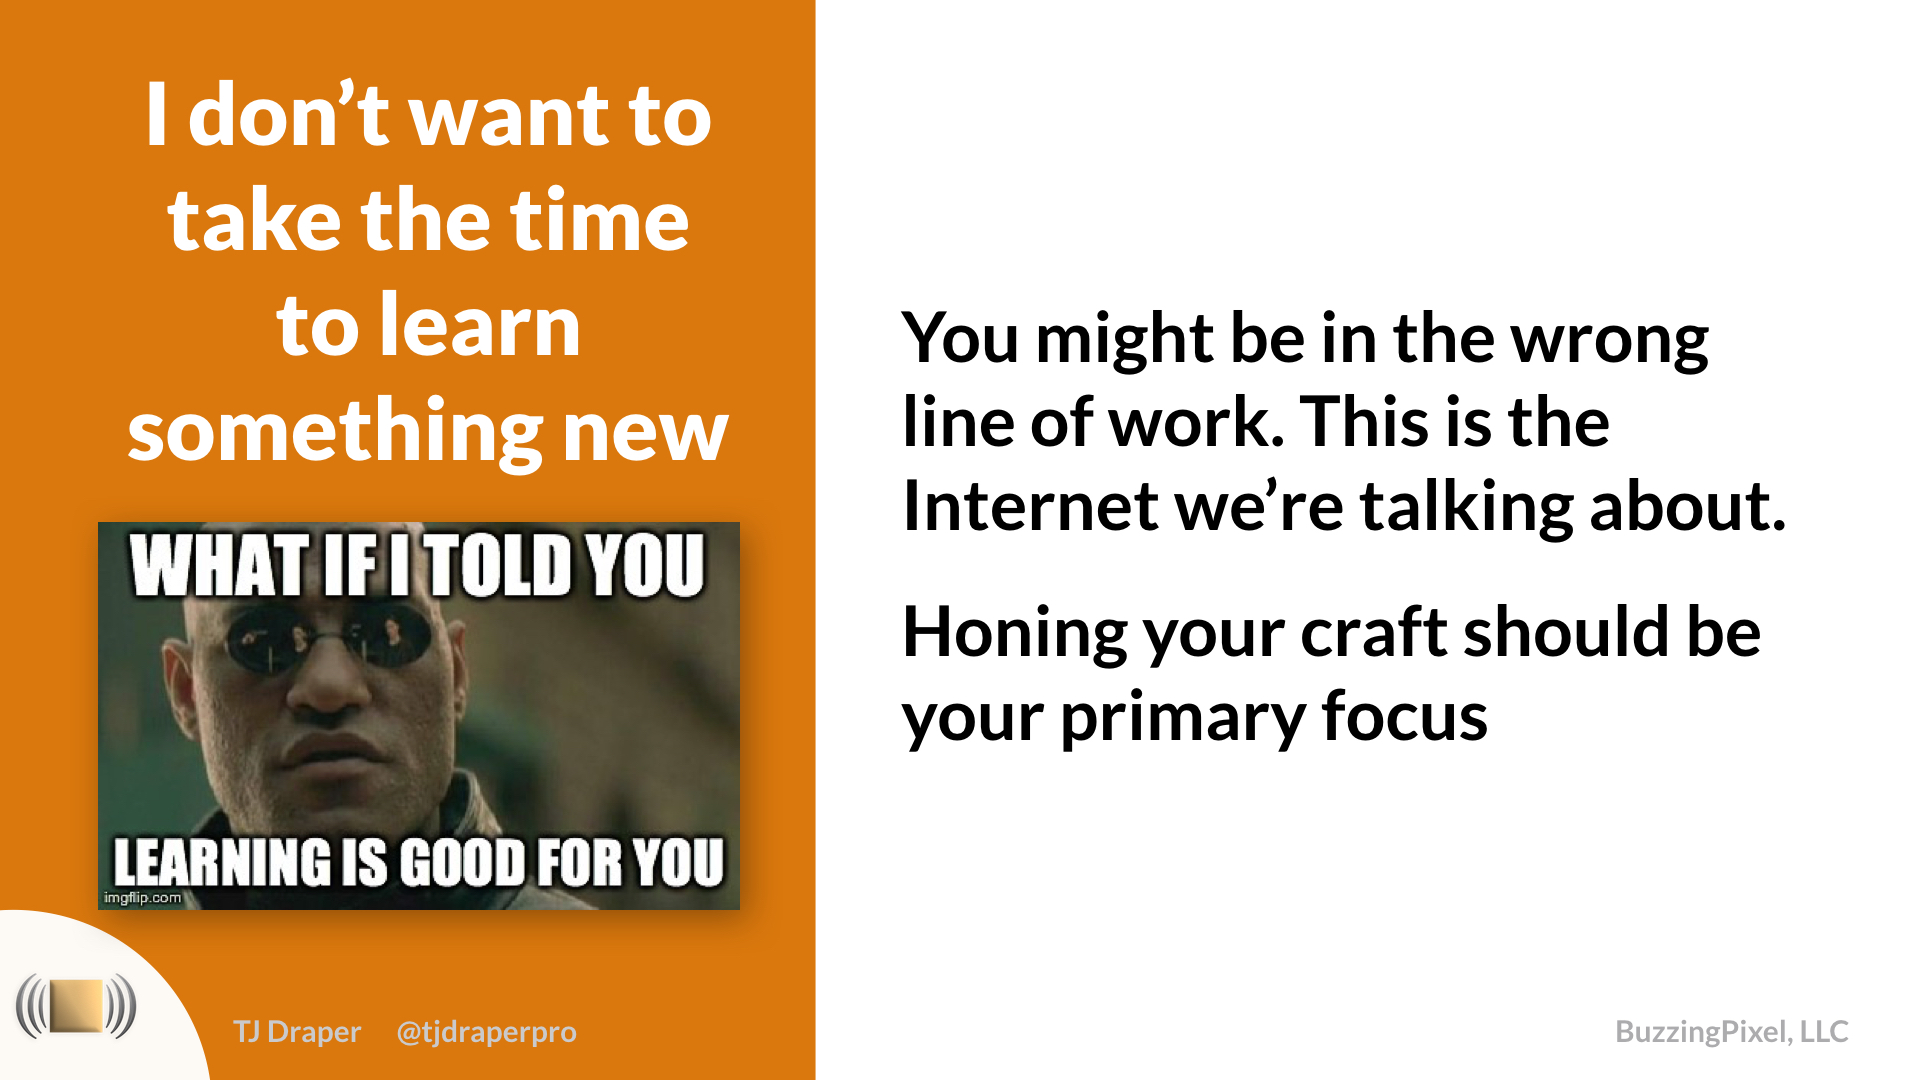 I don’t want to
take the time
to learn
something new
WHAT IF I TOLD YOU
LEARNING IS GOOD FOR YOU
imgflip.com
TJ Draper @tjdraperpro
You might be in the wrong
line of work. This is the
Internet we’re talking about.
Honing your craft should be
your primary focus
BuzzingPixel, LLC